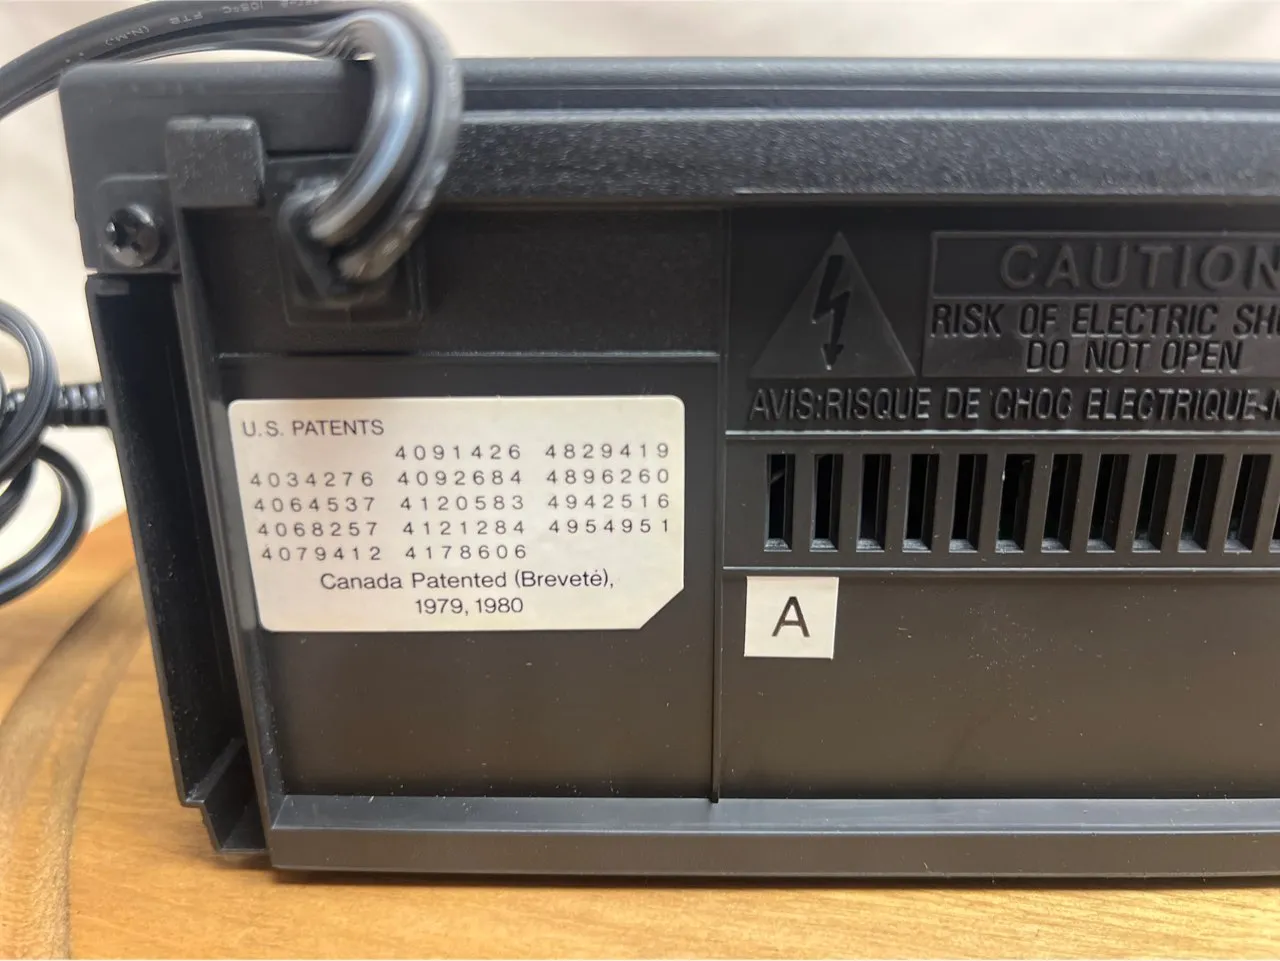 U.S. PATENTS
4091426 4829419
4034276 4092684 4896260
4064537 4120583 4942516
4068257 4121284 4954951
4079412 4178606
Canada Patented (Breveté),
1979, 1980
CAUTION
RISK OF ELECTRIC
DO NOT OPEN
AVIS:RISQUE DE CHOC ELECTRIQUE-
A